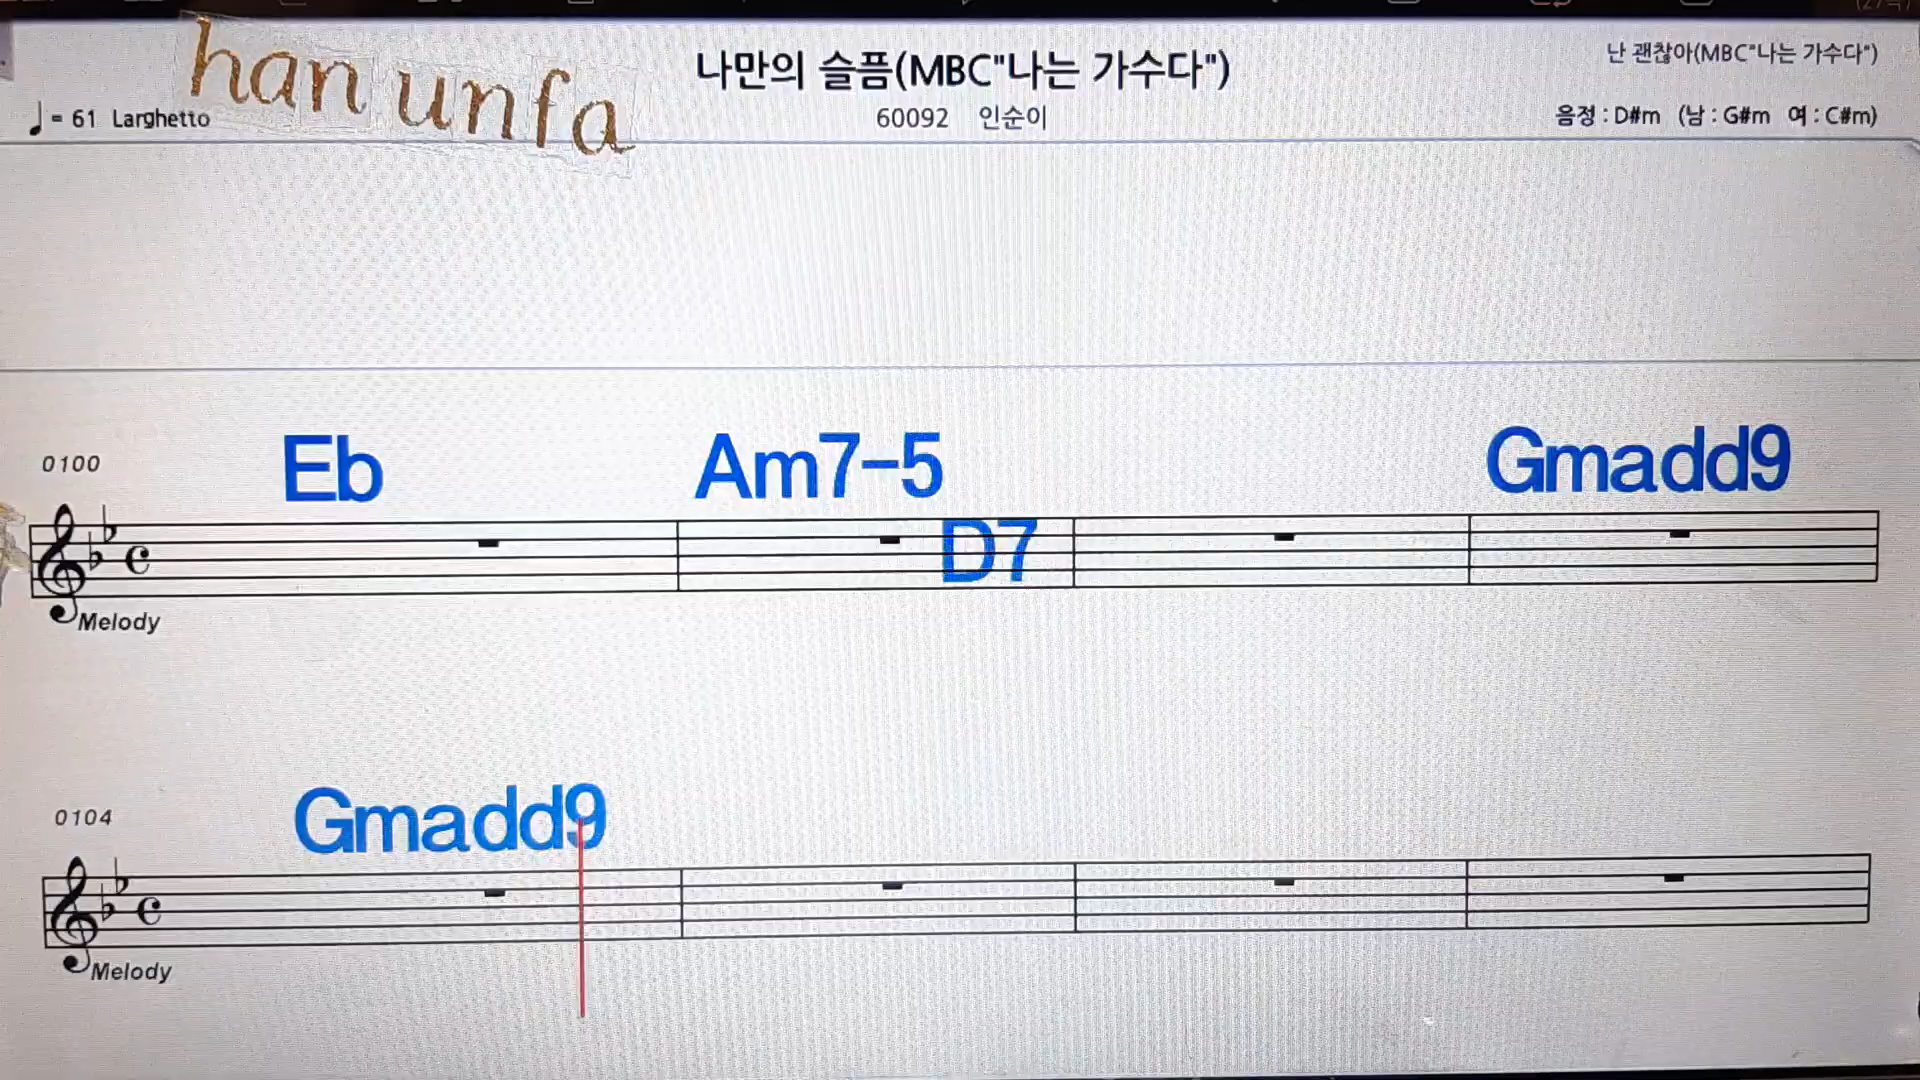 han unfa
나만의 슬픔(MBC"나는 가수다")
난 괜찮아(MBC"나는 가수다")
= 61 Larghetto
60092 인순이
음정 : D#m (남 : G#m 여 : C#m)
0100
Eb Am7-5 Gmadd9
D7
Melody
0104
Gmadd9
Melody